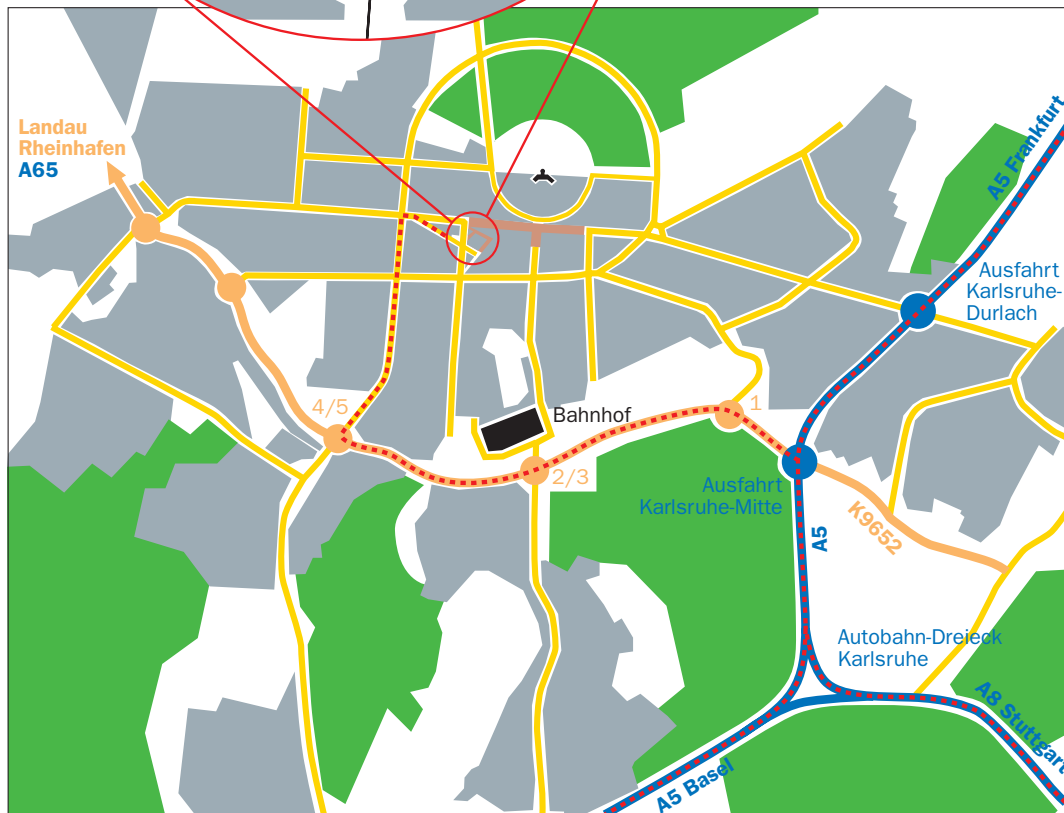 Landau
Rheinhafen
A65
A5 Frankfurt
Ausfahrt
Karlsruhe-
Durlach
4/5
Bahnhof
1
2/3
Ausfahrt
Karlsruhe-Mitte
A5
K9652
Autobahn-Dreieck
Karlsruhe
A8 Stuttgart
A5 Basel